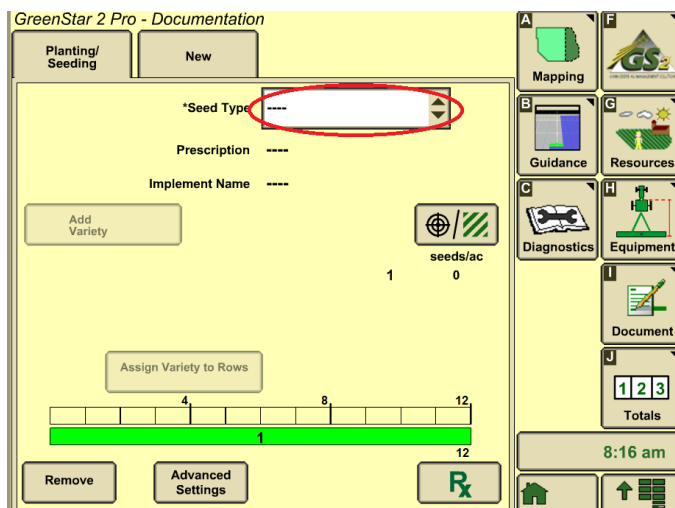 GreenStar 2 Pro - Documentation
Planting/
Seeding
New
*Seed Type
----
Prescription
----
Implement Name
----
Add
Variety
seeds/ac
1
0
Assign Variety to Rows
4
8
12
1
12
Remove
Advanced
Settings
Rx
A
Mapping
F
GS2
B
Guidance
G
Resources
C
Diagnostics
H
Equipment
I
Document
J
1 2 3
Totals
8:16 am